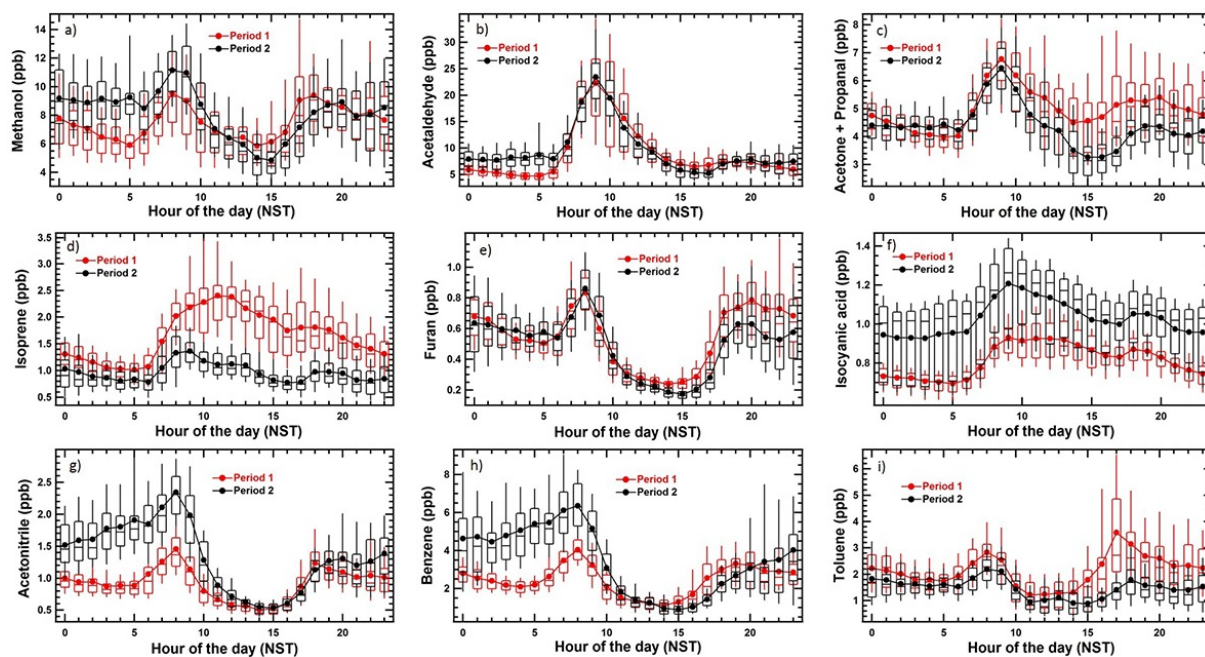 a)
Period 1
Period 2
Methanol (ppb)
14
12
10
8
6
4
0 5 10 15 20
Hour of the day (NST)
b)
Period 1
Period 2
Acetaldehyde (ppb)
30
25
20
15
10
5
0 5 10 15 20
Hour of the day (NST)
c)
Period 1
Period 2
Acetone + Propanal (ppb)
8
7
6
5
4
3
0 5 10 15 20
Hour of the day (NST)
d)
Period 1
Period 2
Isoprene (ppb)
3.5
3.0
2.5
2.0
1.5
1.0
0.5
0 5 10 15 20
Hour of the day (NST)
e)
Period 1
Period 2
Furan (ppb)
1.0
0.8
0.6
0.4
0.2
0 5 10 15 20
Hour of the day (NST)
f)
Period 1
Period 2
Isocyanic acid (ppb)
1.4
1.2
1.0
0.8
0 5 10 15 20
Hour of the day (NST)
g)
Period 1
Period 2
Acetonitrile (ppb)
2.5
2.0
1.5
1.0
0.5
0 5 10 15 20
Hour of the day (NST)
h)
Period 1
Period 2
Benzene (ppb)
8
6
4
2
0 5 10 15 20
Hour of the day (NST)
i)
Period 1
Period 2
Toluene (ppb)
6
5
4
3
2
1
0 5 10 15 20
Hour of the day (NST)